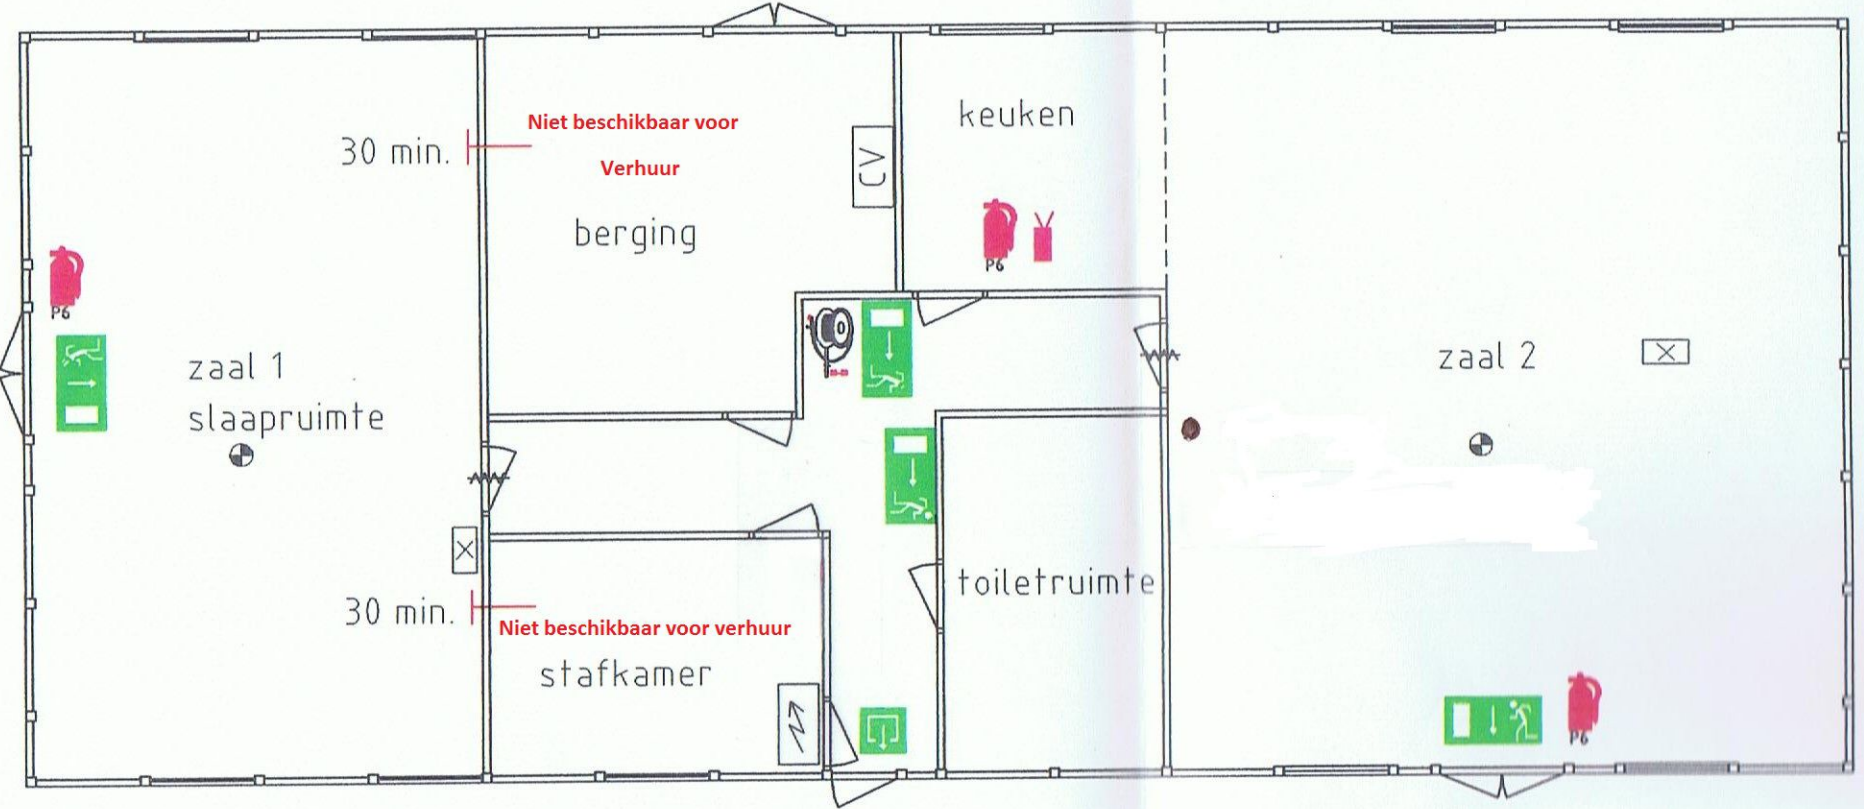 Niet beschikbaar voor
Verhuur
30 min.
berging
CV
keuken
P6
P6
zaal 1
slaapruimte
zaal 2
30 min.
Niet beschikbaar voor verhuur
stafkamer
toiletruimte
P6